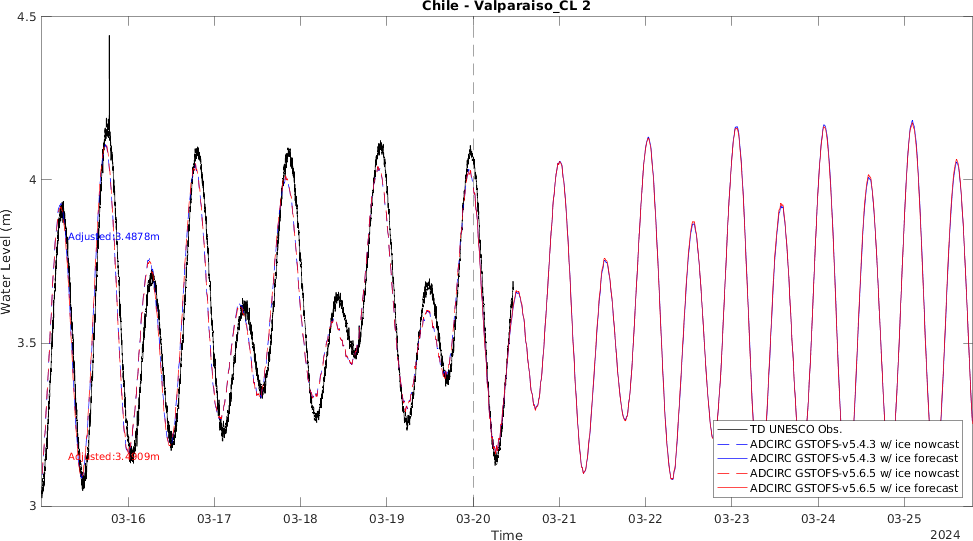 Chile - Valparaiso_CL 2
4.5
4
3.5
3
Water Level (m)
Adjusted:3.4878m
Adjusted:3.4909m
TD UNESCO Obs.
ADCIRC GSTOFS-v5.4.3 w/ ice nowcast
ADCIRC GSTOFS-v5.4.3 w/ ice forecast
ADCIRC GSTOFS-v5.6.5 w/ ice nowcast
ADCIRC GSTOFS-v5.6.5 w/ ice forecast
03-16 03-17 03-18 03-19 03-20 03-21 03-22 03-23 03-24 03-25
Time
2024